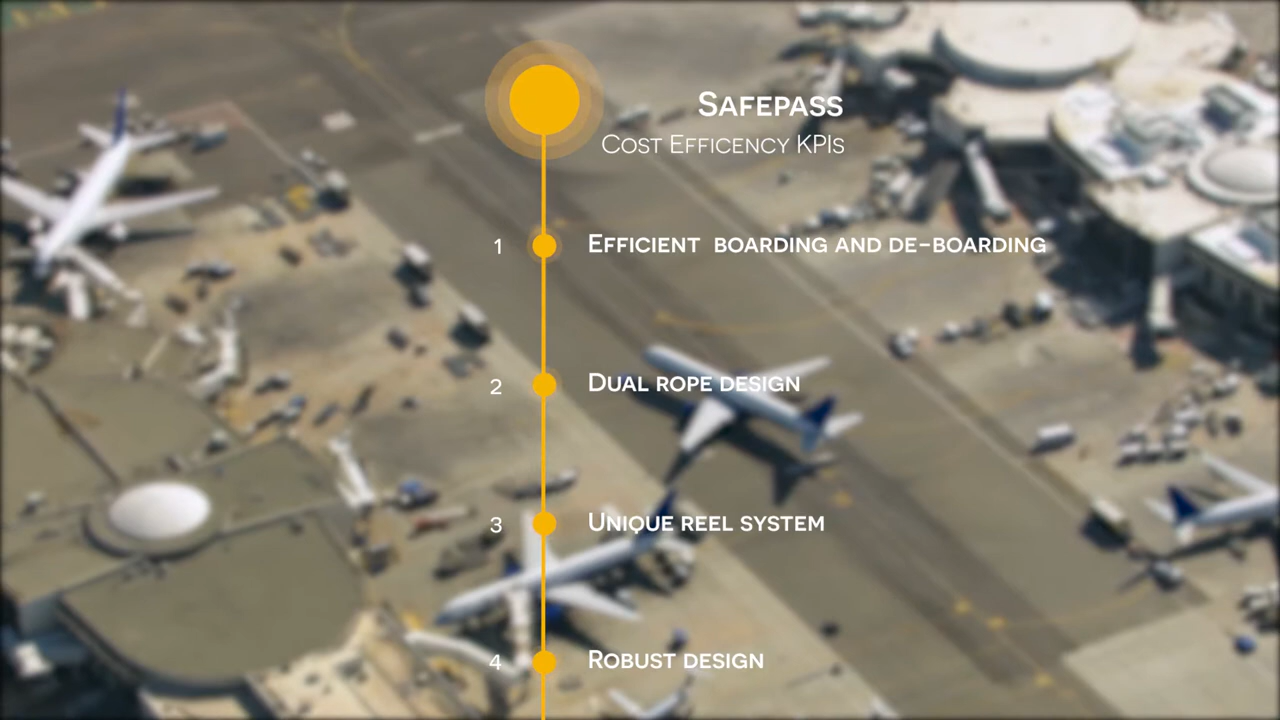 SAFEPASS
COST EFFICENCY KPIS
1 EFFICIENT BOARDING AND DE-BOARDING
2 DUAL ROPE DESIGN
3 UNIQUE REEL SYSTEM
4 ROBUST DESIGN